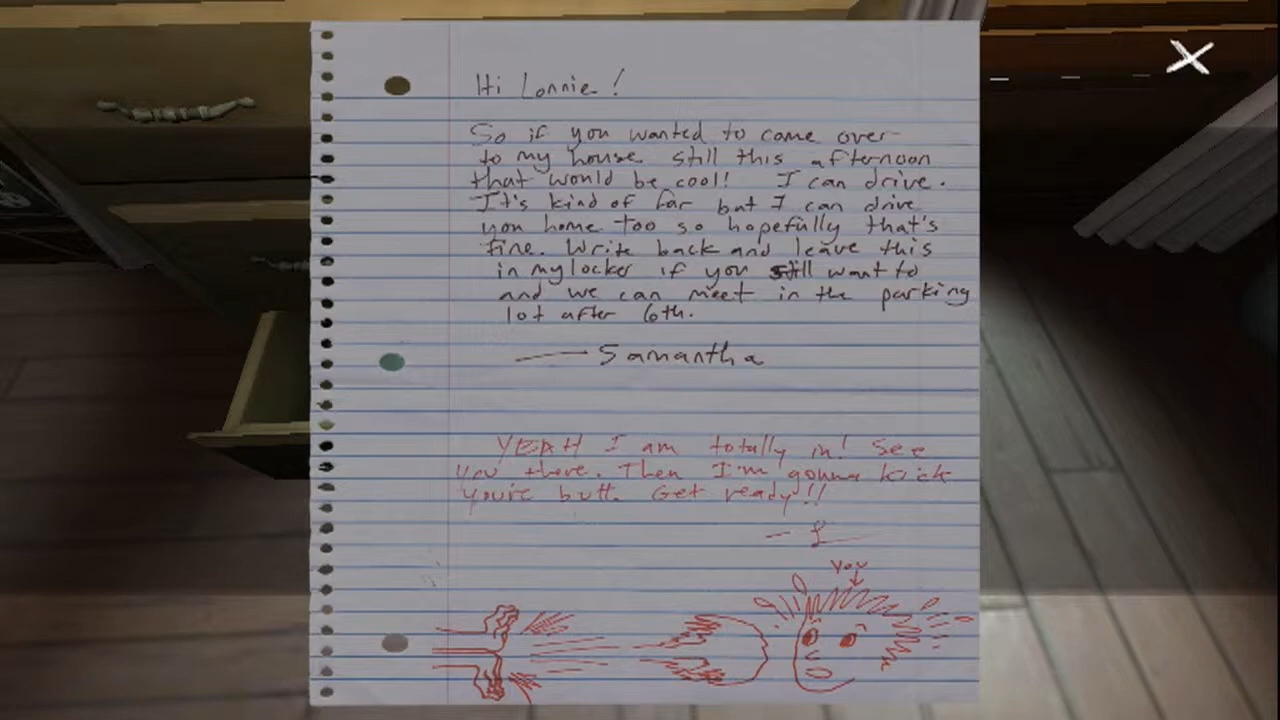 Hi Lonnie!
So if you wanted to come over
to my house still this afternoon
that would be cool! I can drive.
It's kind of far but I can drive
you home too so hopefully that's
fine. Write back and leave this
in my locker if you still want to
and we can meet in the parking
lot after 6th.
— Samantha
YEAH I am totally in! See
you there. Then I'm gonna kick
you're butt. Get ready!!
- L
You